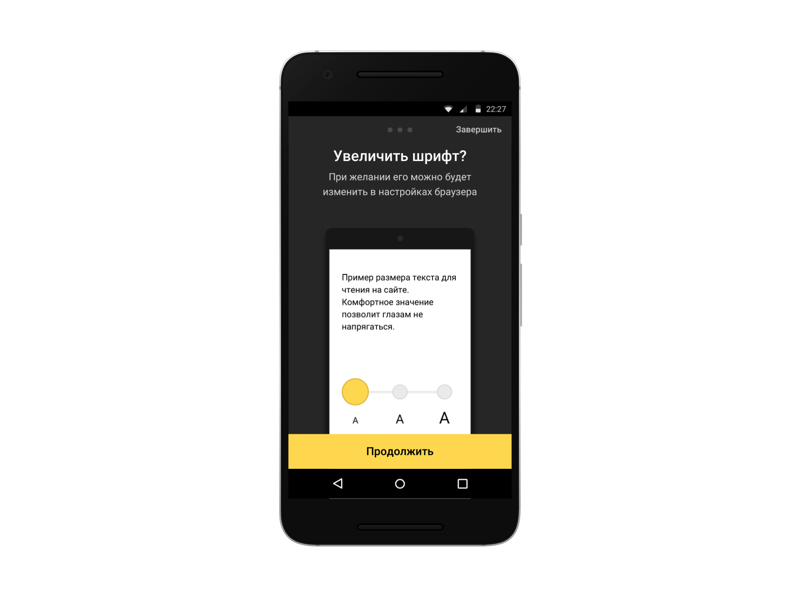 22:27
Завершить
Увеличить шрифт?
При желании его можно будет
изменить в настройках браузера
Пример размера текста для
чтения на сайте.
Комфортное значение
позволит глазам не
напрягаться.
A A A
Продолжить